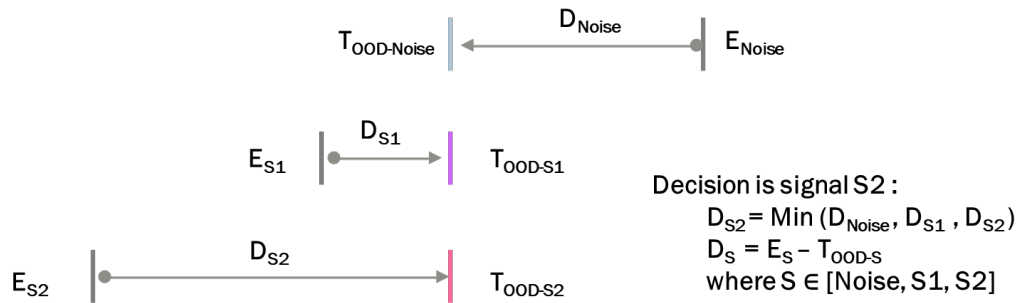 D_Noise
T_OOD-Noise E_Noise
D_S1
E_S1 T_OOD-S1
Decision is signal S2 :
D_S2 = Min (D_Noise, D_S1 , D_S2)
D_S = E_S – T_OOD-S
where S ∈ [Noise, S1, S2]
D_S2
E_S2 T_OOD-S2